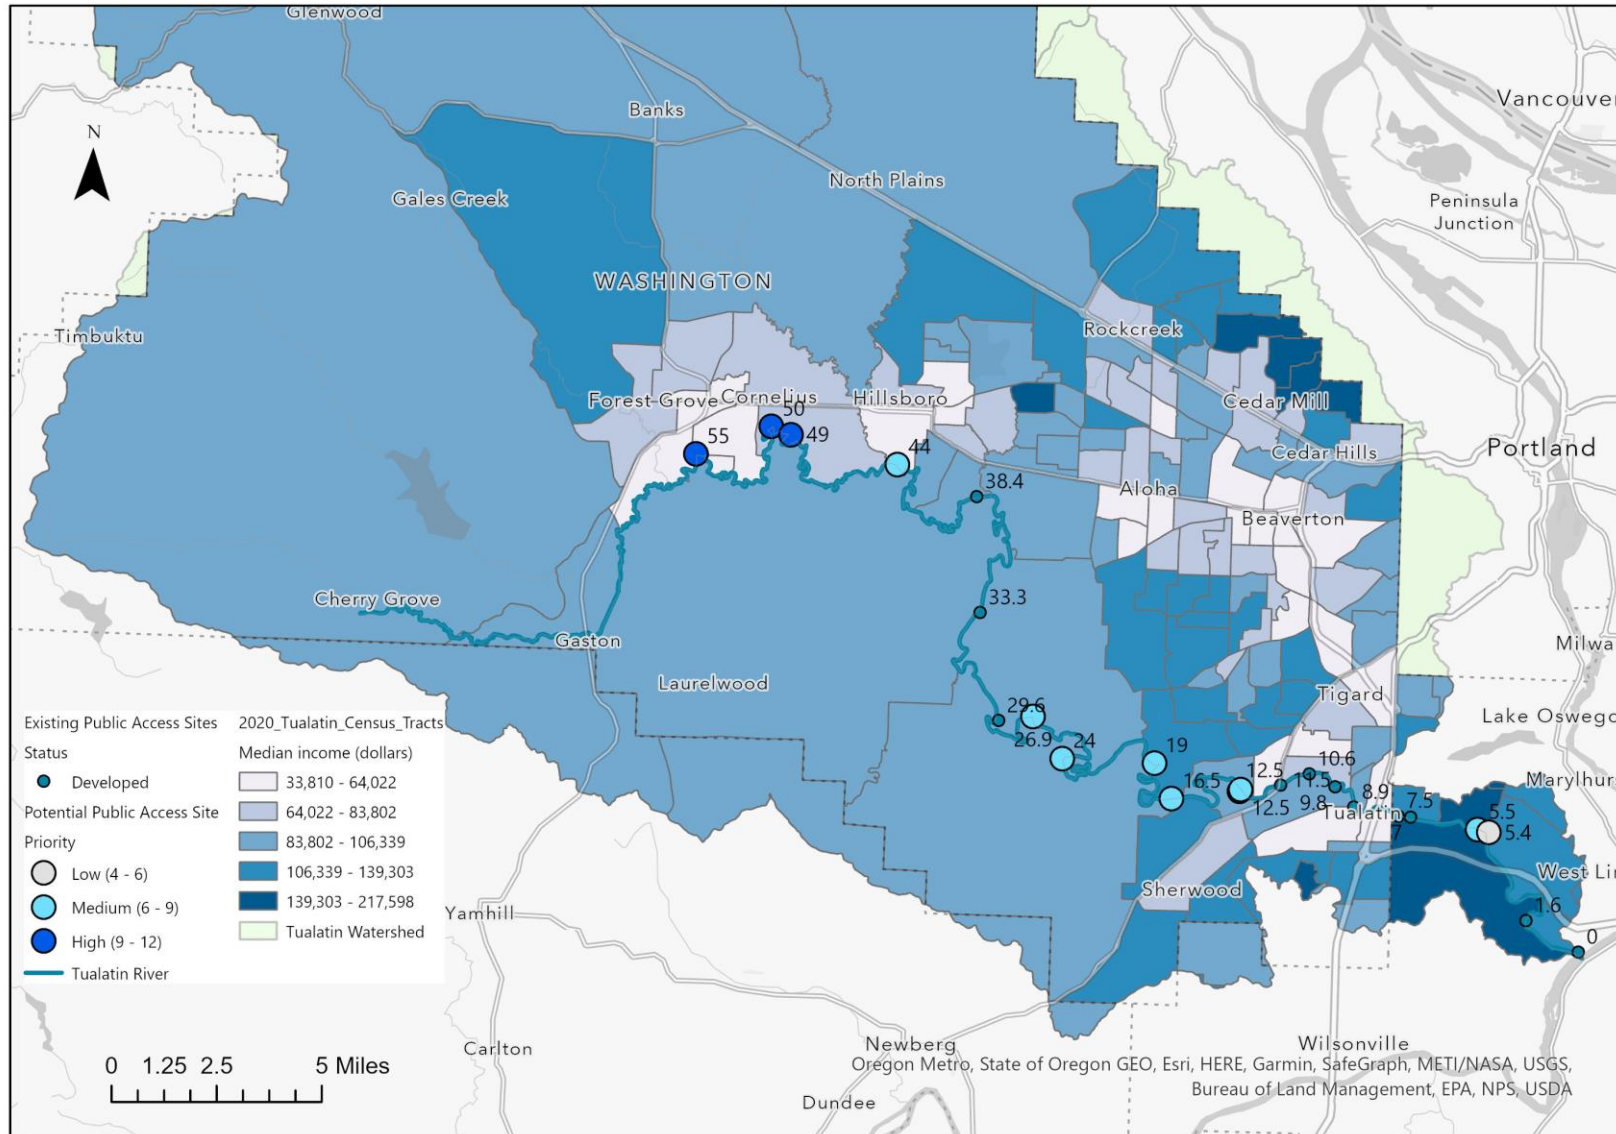 Glenwood
Banks
Vancouver
North Plains
N
Gales Creek
Peninsula
Junction
WASHINGTON
Timbuktu
Rockcreek
Forest Grove
Cornelius
Hillsboro
Cedar Mill
50
55
49
44
Portland
Cedar Hills
38.4
Aloha
Beaverton
Cherry Grove
33.3
Gaston
Milwa
Laurelwood
Tigard
29.6
26.9
24
19
Lake Oswego
16.5
12.5
12.5
11.5
10.6
9.8
8.9
Tualatin
7.5
7
5.5
5.4
Marylhurs
West Lin
Sherwood
1.6
0
Existing Public Access Sites
Status
Developed
Potential Public Access Site
Priority
Low (4 - 6)
Medium (6 - 9)
High (9 - 12)
Tualatin River
2020_Tualatin_Census_Tracts
Median income (dollars)
33,810 - 64,022
64,022 - 83,802
83,802 - 106,339
106,339 - 139,303
139,303 - 217,598
Tualatin Watershed
Yamhill
Carlton
Newberg
Wilsonville
Dundee
0 1.25 2.5 5 Miles
Oregon Metro, State of Oregon GEO, Esri, HERE, Garmin, SafeGraph, METI/NASA, USGS,
Bureau of Land Management, EPA, NPS, USDA